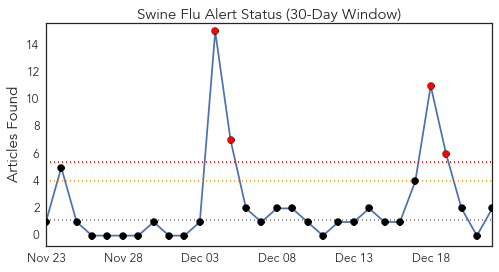 Swine Flu Alert Status (30-Day Window)
Articles Found
14
12
10
8
6
4
2
0
Nov 23 Nov 28 Dec 03 Dec 08 Dec 13 Dec 18